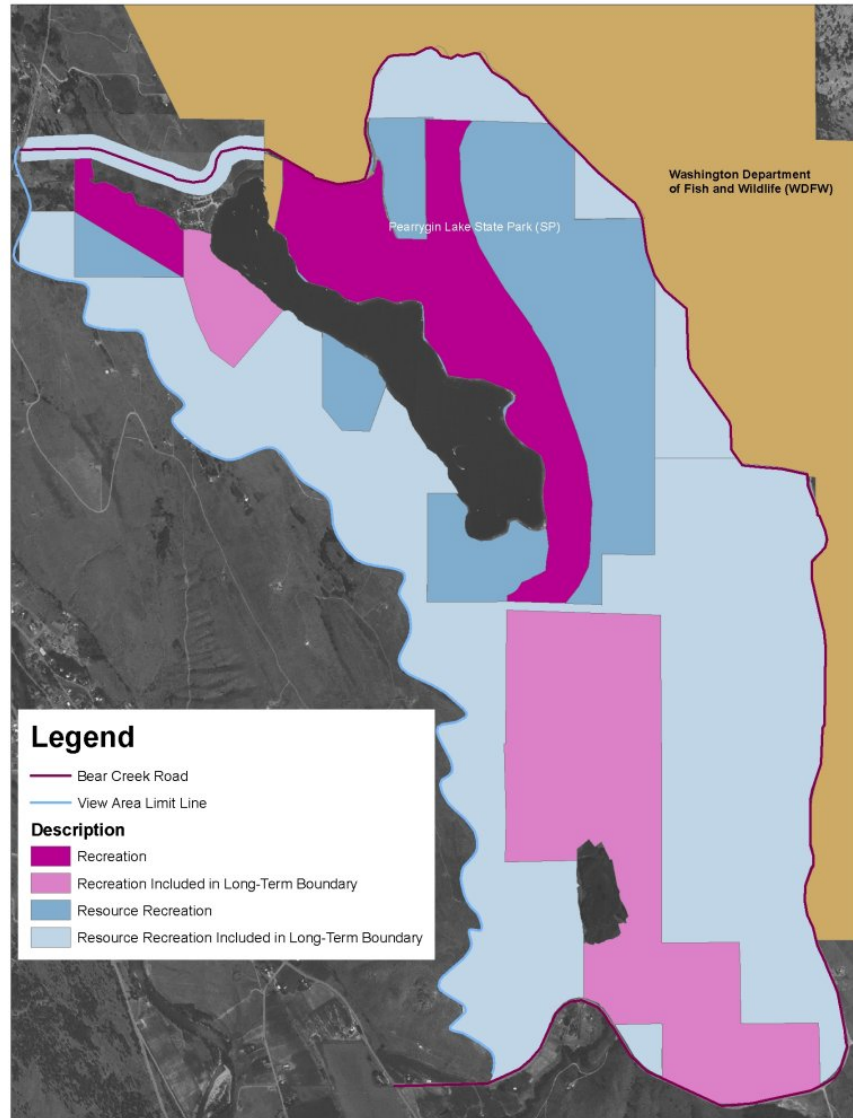 Washington Department
of Fish and Wildlife (WDFW)
Pearrygin Lake State Park (SP)
Legend
Bear Creek Road
View Area Limit Line
Description
Recreation
Recreation Included in Long-Term Boundary
Resource Recreation
Resource Recreation Included in Long-Term Boundary